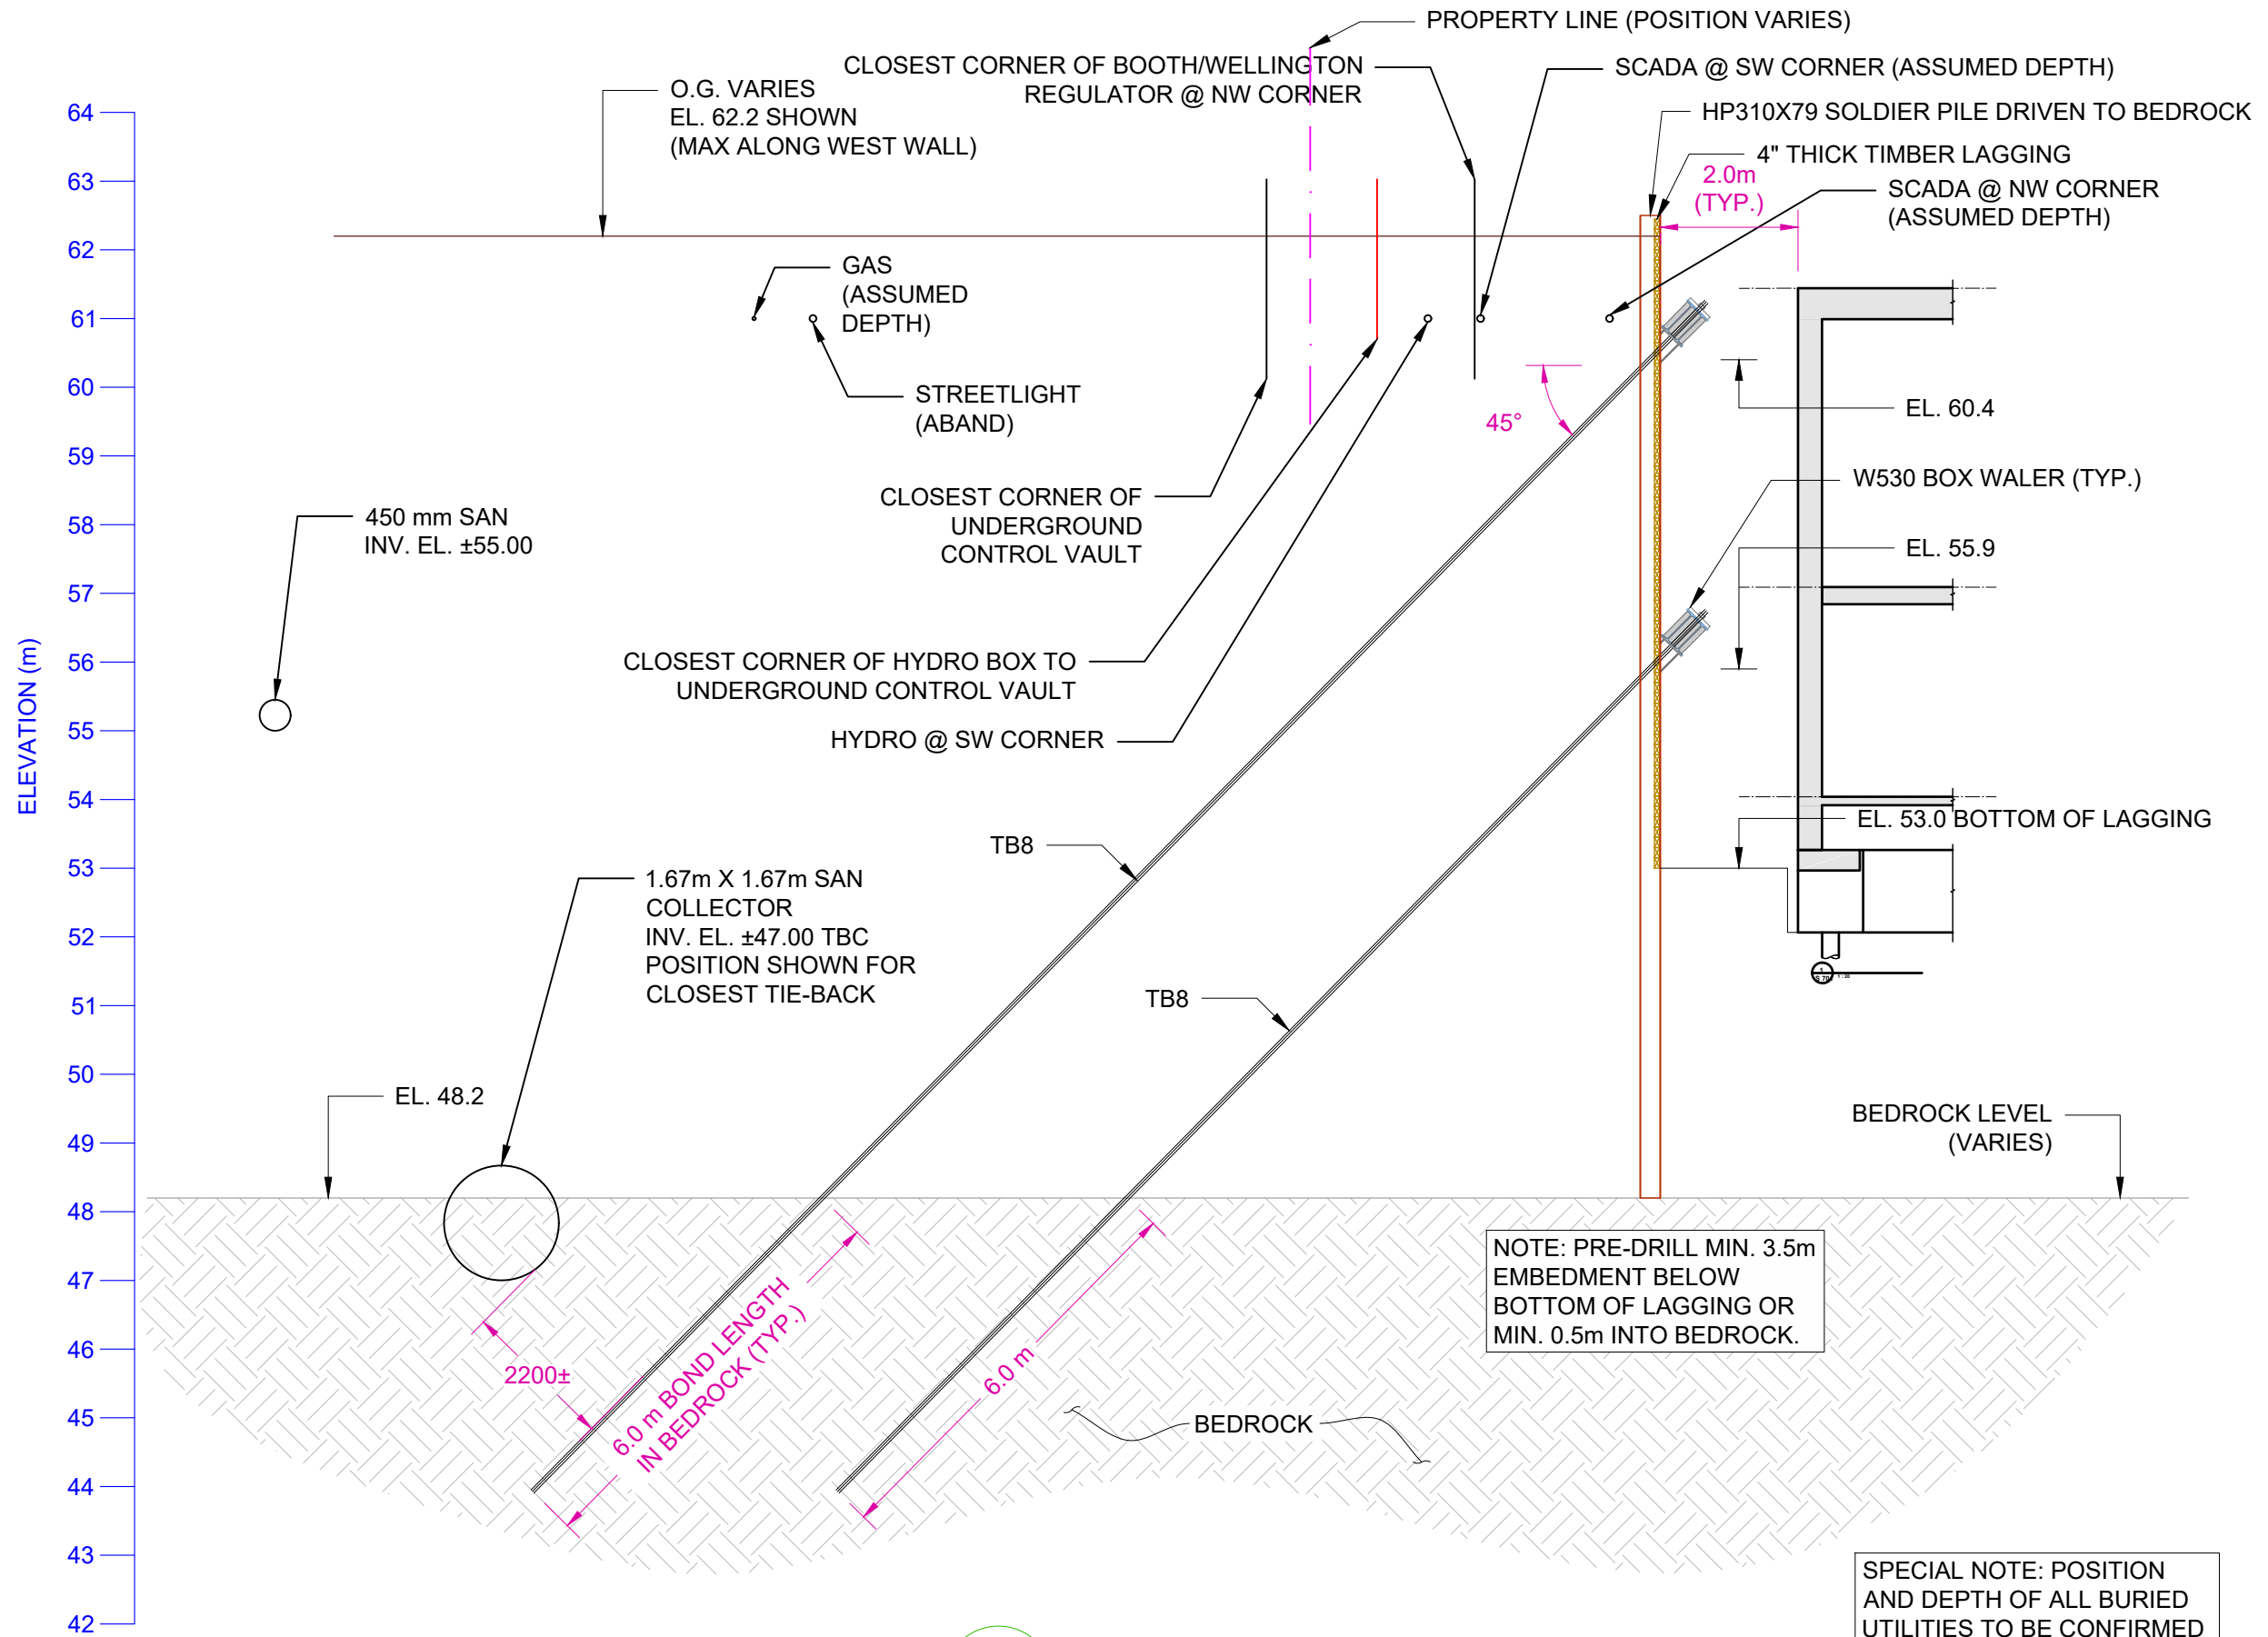 PROPERTY LINE (POSITION VARIES)
CLOSEST CORNER OF BOOTH/WELLINGTON
REGULATOR @ NW CORNER
SCADA @ SW CORNER (ASSUMED DEPTH)
O.G. VARIES
EL. 62.2 SHOWN
(MAX ALONG WEST WALL)
HP310X79 SOLDIER PILE DRIVEN TO BEDROCK
4" THICK TIMBER LAGGING
2.0m
(TYP.)
SCADA @ NW CORNER
(ASSUMED DEPTH)
64
63
62
61
60
59
58
57
56
55
54
53
52
51
50
49
48
47
46
45
44
43
42
ELEVATION (m)
GAS
(ASSUMED
DEPTH)
STREETLIGHT
(ABAND)
45°
EL. 60.4
W530 BOX WALER (TYP.)
CLOSEST CORNER OF
UNDERGROUND
CONTROL VAULT
450 mm SAN
INV. EL. ±55.00
EL. 55.9
CLOSEST CORNER OF HYDRO BOX TO
UNDERGROUND CONTROL VAULT
HYDRO @ SW CORNER
EL. 53.0 BOTTOM OF LAGGING
TB8
1.67m X 1.67m SAN
COLLECTOR
INV. EL. ±47.00 TBC
POSITION SHOWN FOR
CLOSEST TIE-BACK
TB8
EL. 48.2
BEDROCK LEVEL
(VARIES)
NOTE: PRE-DRILL MIN. 3.5m
EMBEDMENT BELOW
BOTTOM OF LAGGING OR
MIN. 0.5m INTO BEDROCK.
2200±
6.0 m BOND LENGTH
IN BEDROCK (TYP.)
6.0 m
BEDROCK
SPECIAL NOTE: POSITION
AND DEPTH OF ALL BURIED
UTILITIES TO BE CONFIRMED